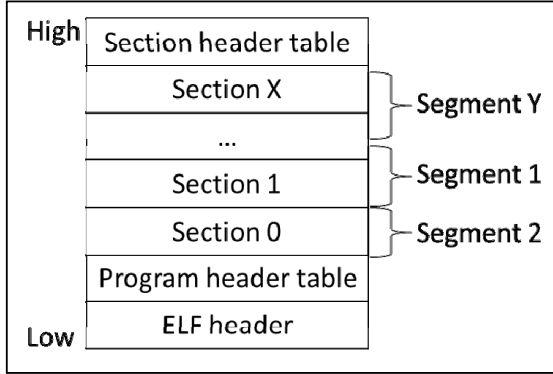 High
Section header table
Section X
Segment Y
...
Segment 1
Section 1
Section 0
Segment 2
Program header table
ELF header
Low